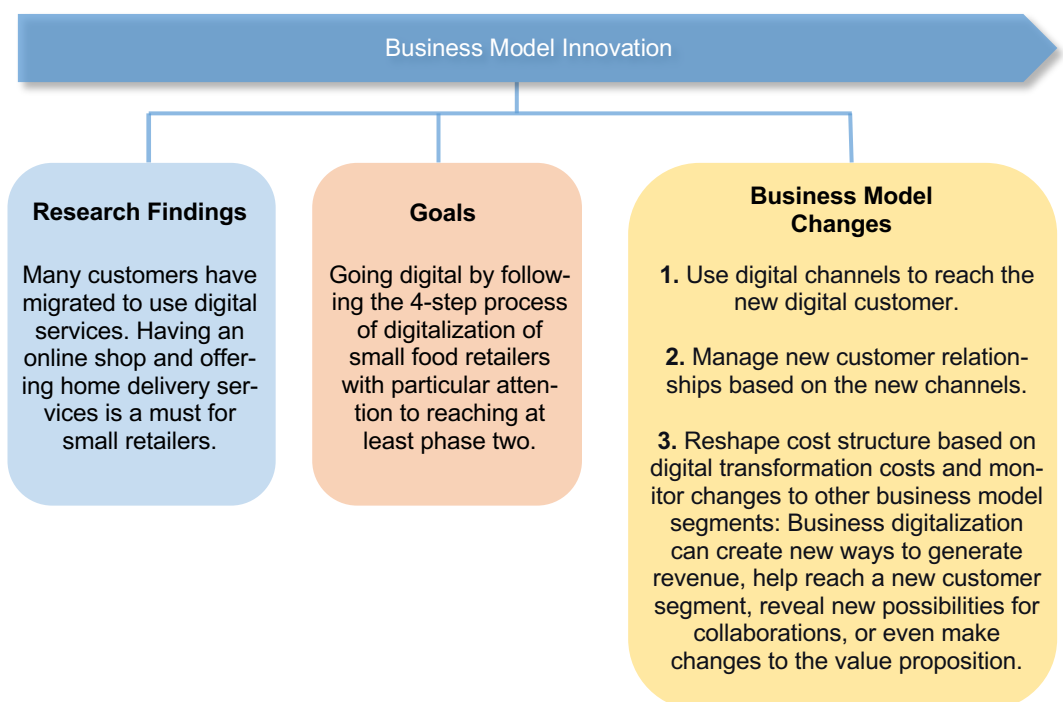 Business Model Innovation
Research Findings
Many customers have
migrated to use digital
services. Having an
online shop and offer-
ing home delivery ser-
vices is a must for
small retailers.
Goals
Going digital by follow-
ing the 4-step process
of digitalization of
small food retailers
with particular atten-
tion to reaching at
least phase two.
Business Model
Changes
1. Use digital channels to reach the
new digital customer.
2. Manage new customer relation-
ships based on the new channels.
3. Reshape cost structure based on
digital transformation costs and mon-
itor changes to other business model
segments: Business digitalization
can create new ways to generate
revenue, help reach a new customer
segment, reveal new possibilities for
collaborations, or even make
changes to the value proposition.